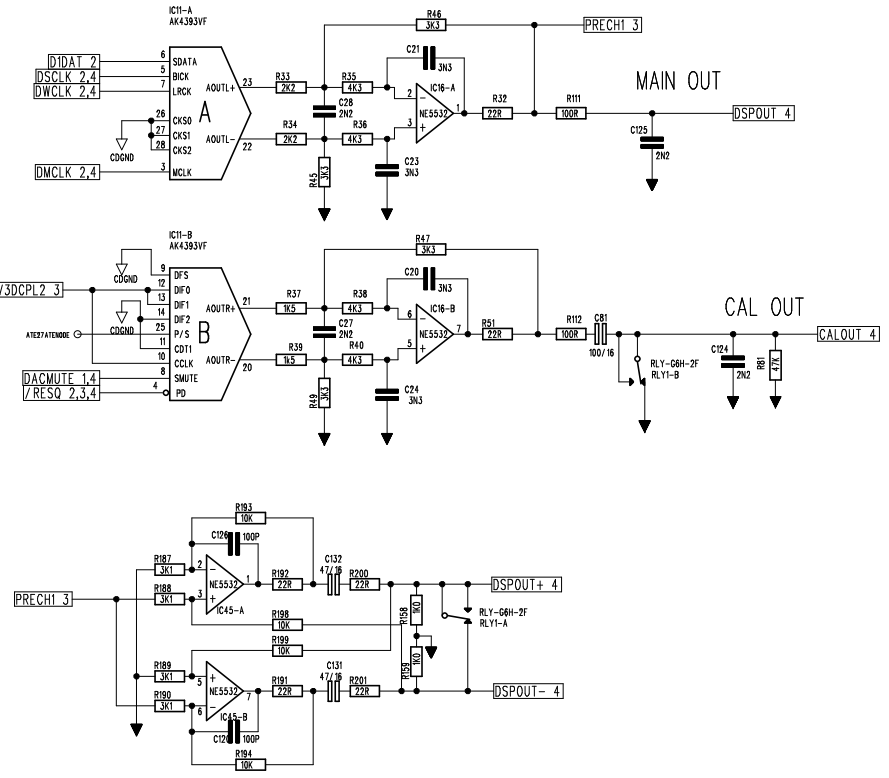 IC11-A
AK4393VF
R46
3K3
PRECH1 3
D1DAT 2
DSCLK 2,4
DWCLK 2,4
DMCLK 2,4
6
5
7
26
27
28
3
SDATA
BICK
LRCK
CKS0
CKS1
CKS2
MCLK
CDGND
A
AOUTL+
AOUTL-
23
22
R33
2K2
R35
4K3
C21
3N3
C28
2N2
R34
2K2
R36
4K3
2
3
1
IC16-A
NE5532
R32
22R
R111
100R
MAIN OUT
DSPOUT 4
C125
2N2
R45
3K3
C23
3N3
IC11-B
AK4393VF
R47
3K3
/3DCPL2 3
CDGND
CDGND
ATE27ATENODE
DACMUTE 1,4
/RESQ 2,3,4
9
12
13
14
25
11
10
8
4
DFS
DIF0
DIF1
DIF2
P/S
CDT1
CCLK
SMUTE
PD
B
AOUTR+
AOUTR-
21
20
R37
1K5
R38
4K3
C20
3N3
C27
2N2
R39
1k5
R40
4K3
6
5
7
IC16-B
NE5532
R51
22R
R112
100R
C81
100/16
CAL OUT
CALOUT 4
RLY-G6H-2F
RLY1-B
C124
2N2
R81
47K
R49
3K3
C24
3N3
R193
10K
C126
100P
R187
3K1
R188
3K1
2
3
1
NE5532
IC45-A
R192
22R
C132
47/16
R200
22R
DSPOUT+ 4
PRECH1 3
R198
10K
R199
10K
R158
1K0
R159
1K0
RLY-G6H-2F
RLY1-A
R189
3K1
R190
3K1
5
6
7
NE5532
IC45-B
R191
22R
C131
47/16
R201
22R
DSPOUT- 4
C120
100P
R194
10K